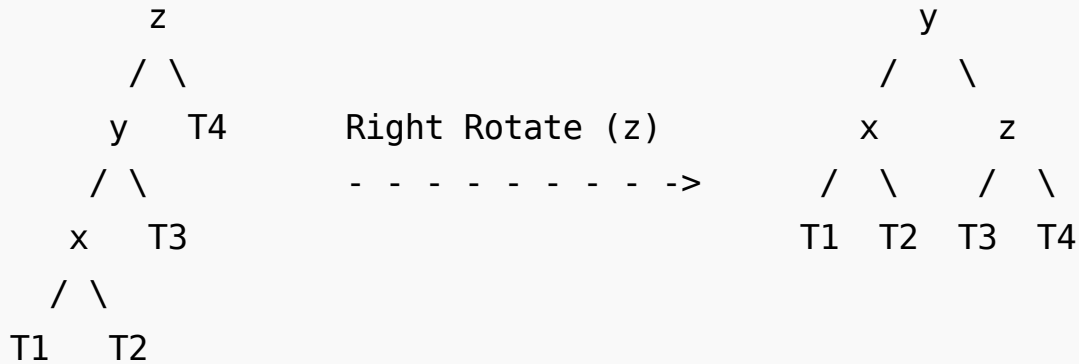 z                                      y
        / \                                   /   \
       y   T4      Right Rotate (z)          x      z
      / \          - - - - - - - - ->      /  \    /  \
     x   T3                               T1  T2  T3  T4
    / \
  T1   T2